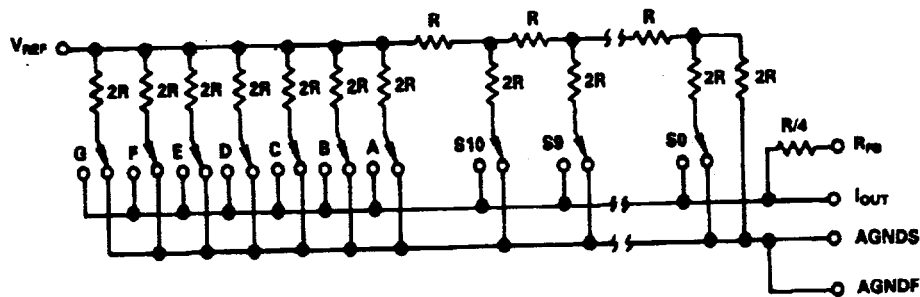 R R R
VREF
2R 2R 2R 2R 2R 2R 2R 2R 2R 2R 2R
R/4
G F E D C B A S10 S9 S0
RFB
IOUT
AGNDS
AGNDF